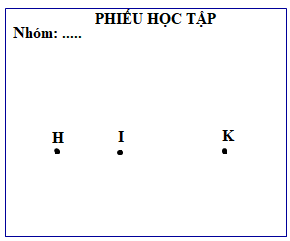 PHIẾU HỌC TẬP
Nhóm: .....
H I K